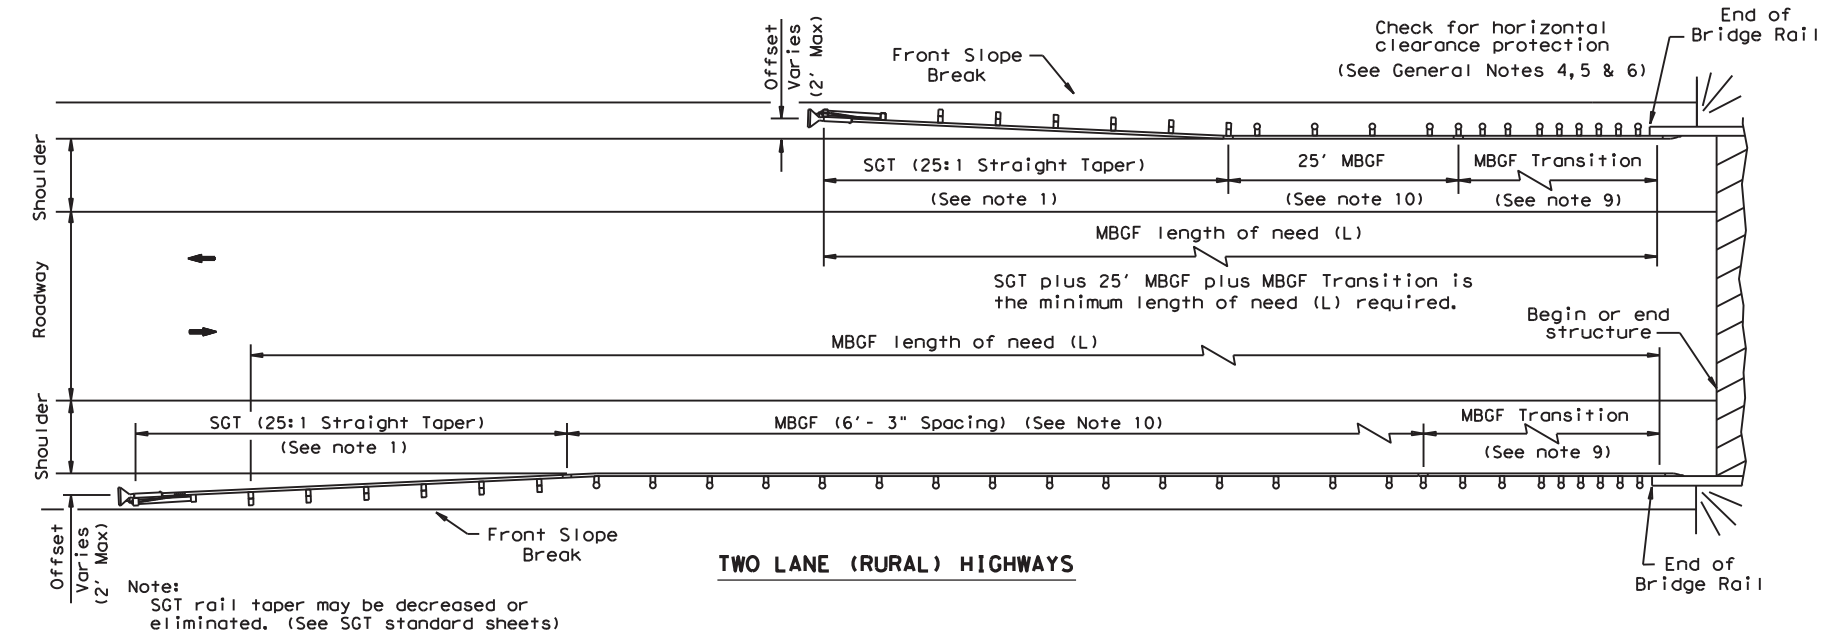 Offset
Varies
(2' Max)
Front Slope
Break
Check for horizontal
clearance protection
(See General Notes 4,5 & 6)
End of
Bridge Rail
Shoulder
SGT (25:1 Straight Taper)
(See note 1)
25' MBGF
(See note 10)
MBGF Transition
(See note 9)
MBGF length of need (L)
SGT plus 25' MBGF plus MBGF Transition is
the minimum length of need (L) required.
Roadway
Begin or end
structure
MBGF length of need (L)
Shoulder
SGT (25:1 Straight Taper)
(See note 1)
MBGF (6'- 3" Spacing) (See Note 10)
MBGF Transition
(See note 9)
Offset
Varies
(2' Max)
Front Slope
Break
TWO LANE (RURAL) HIGHWAYS
End of
Bridge Rail
Note:
SGT rail taper may be decreased or
eliminated. (See SGT standard sheets)